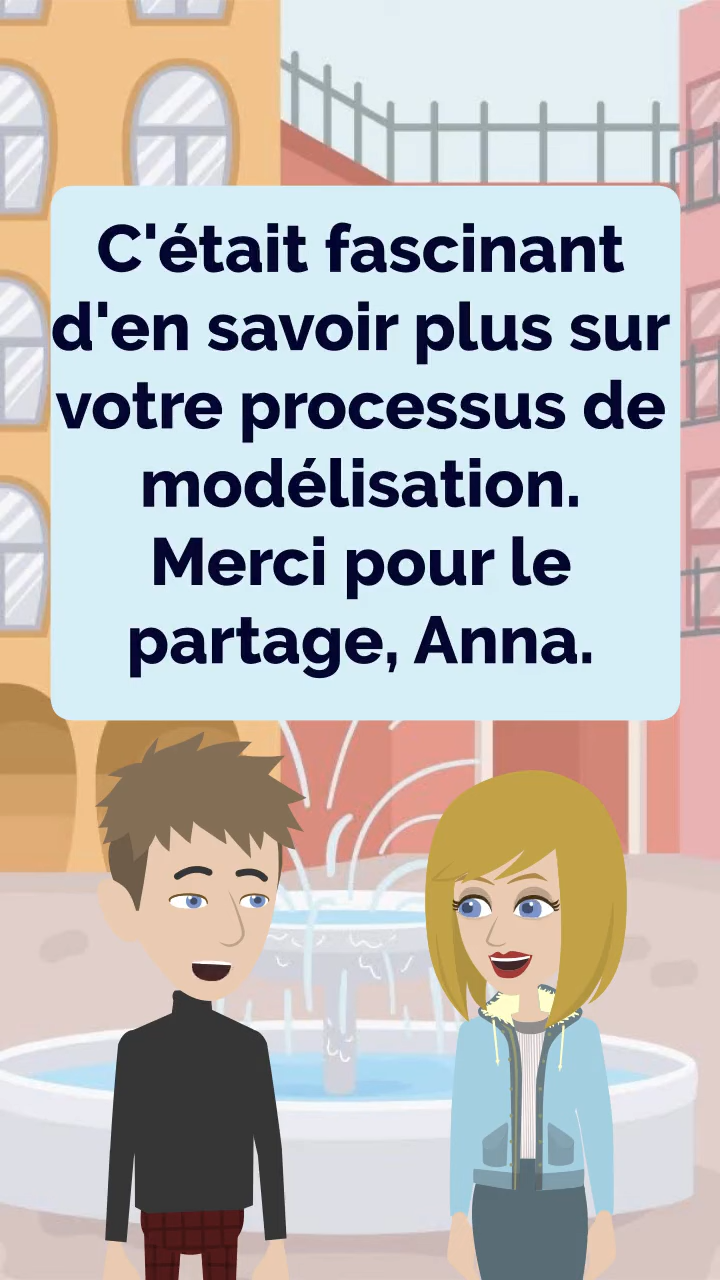 C'était fascinant
d'en savoir plus sur
votre processus de
modélisation.
Merci pour le
partage, Anna.